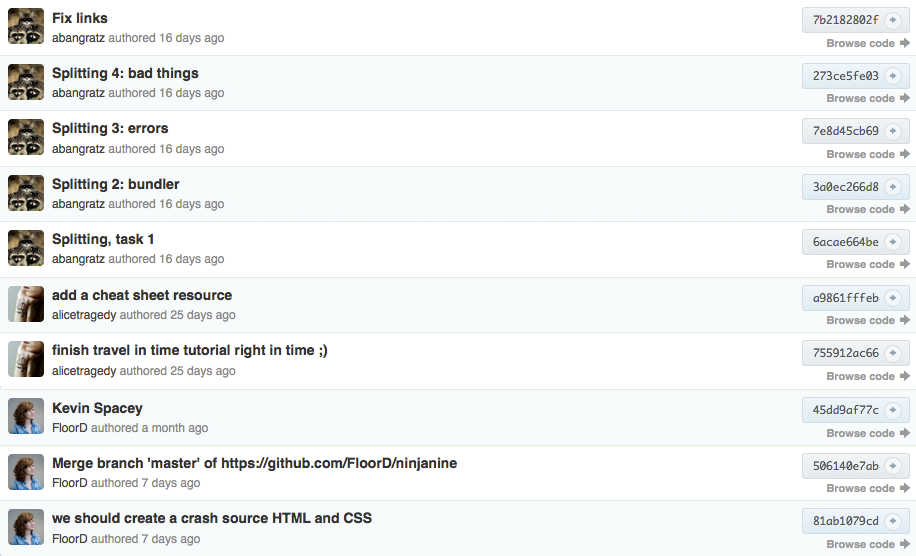 Fix links
7b2182802f
abangratz authored 16 days ago
Browse code
Splitting 4: bad things
273ce5fe03
abangratz authored 16 days ago
Browse code
Splitting 3: errors
7e8d45cb69
abangratz authored 16 days ago
Browse code
Splitting 2: bundler
3a0ec266d8
abangratz authored 16 days ago
Browse code
Splitting, task 1
6acae664be
abangratz authored 16 days ago
Browse code
add a cheat sheet resource
a9861fffeb
alicetragedy authored 25 days ago
Browse code
finish travel in time tutorial right in time ;)
755912ac66
alicetragedy authored 25 days ago
Browse code
Kevin Spacey
45dd9af77c
FloorD authored a month ago
Browse code
Merge branch 'master' of https://github.com/FloorD/ninjanine
506140e7ab
FloorD authored 7 days ago
Browse code
we should create a crash source HTML and CSS
81ab1079cd
FloorD authored 7 days ago
Browse code